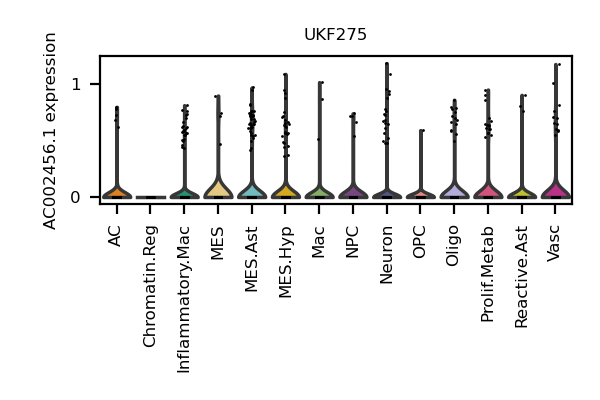 UKF275
AC002456.1 expression
1
0
AC
Chromatin.Reg
Inflammatory.Mac
MES
MES.Ast
MES.Hyp
Mac
NPC
Neuron
OPC
Oligo
Prolif.Metab
Reactive.Ast
Vasc